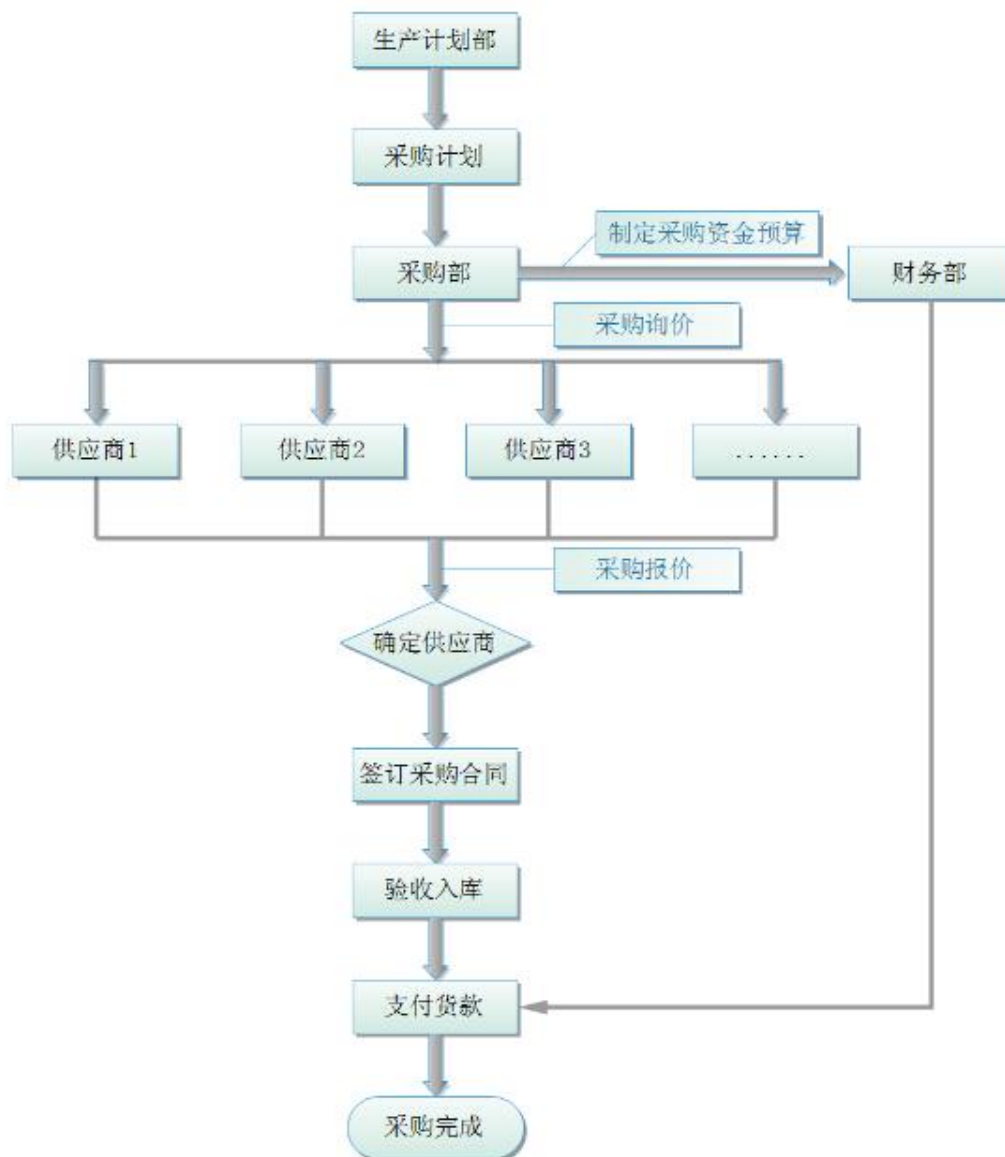 生产计划部
采购计划
制定采购资金预算
采购部
财务部
采购询价
供应商1
供应商2
供应商3
......
采购报价
确定供应商
签订采购合同
验收入库
支付货款
采购完成